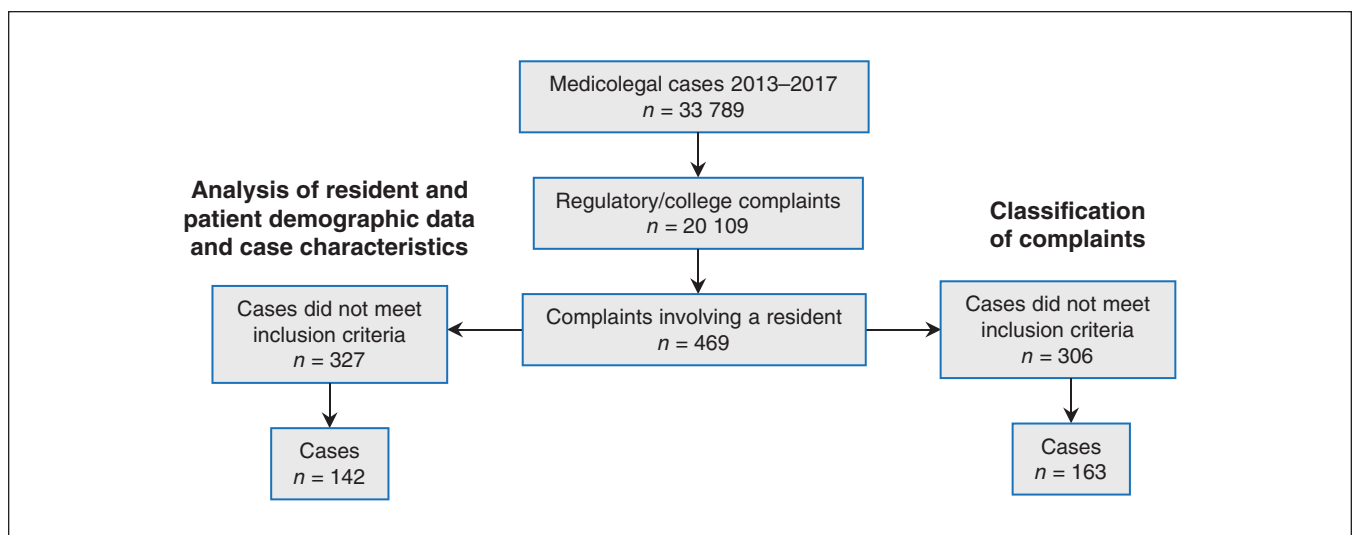 Medicolegal cases 2013–2017
n = 33 789
Regulatory/college complaints
n = 20 109
Complaints involving a resident
n = 469
Analysis of resident and
patient demographic data
and case characteristics
Cases did not meet
inclusion criteria
n = 327
Cases
n = 142
Classification
of complaints
Cases did not meet
inclusion criteria
n = 306
Cases
n = 163